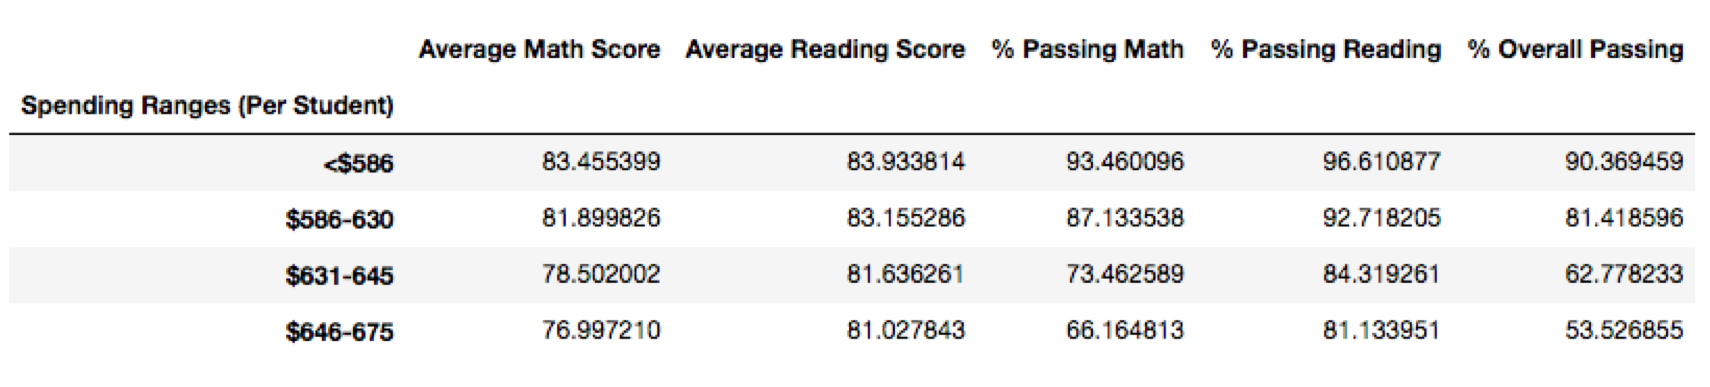 Average Math Score Average Reading Score % Passing Math % Passing Reading % Overall Passing
Spending Ranges (Per Student)
<$586 83.455399 83.933814 93.460096 96.610877 90.369459
$586-630 81.899826 83.155286 87.133538 92.718205 81.418596
$631-645 78.502002 81.636261 73.462589 84.319261 62.778233
$646-675 76.997210 81.027843 66.164813 81.133951 53.526855